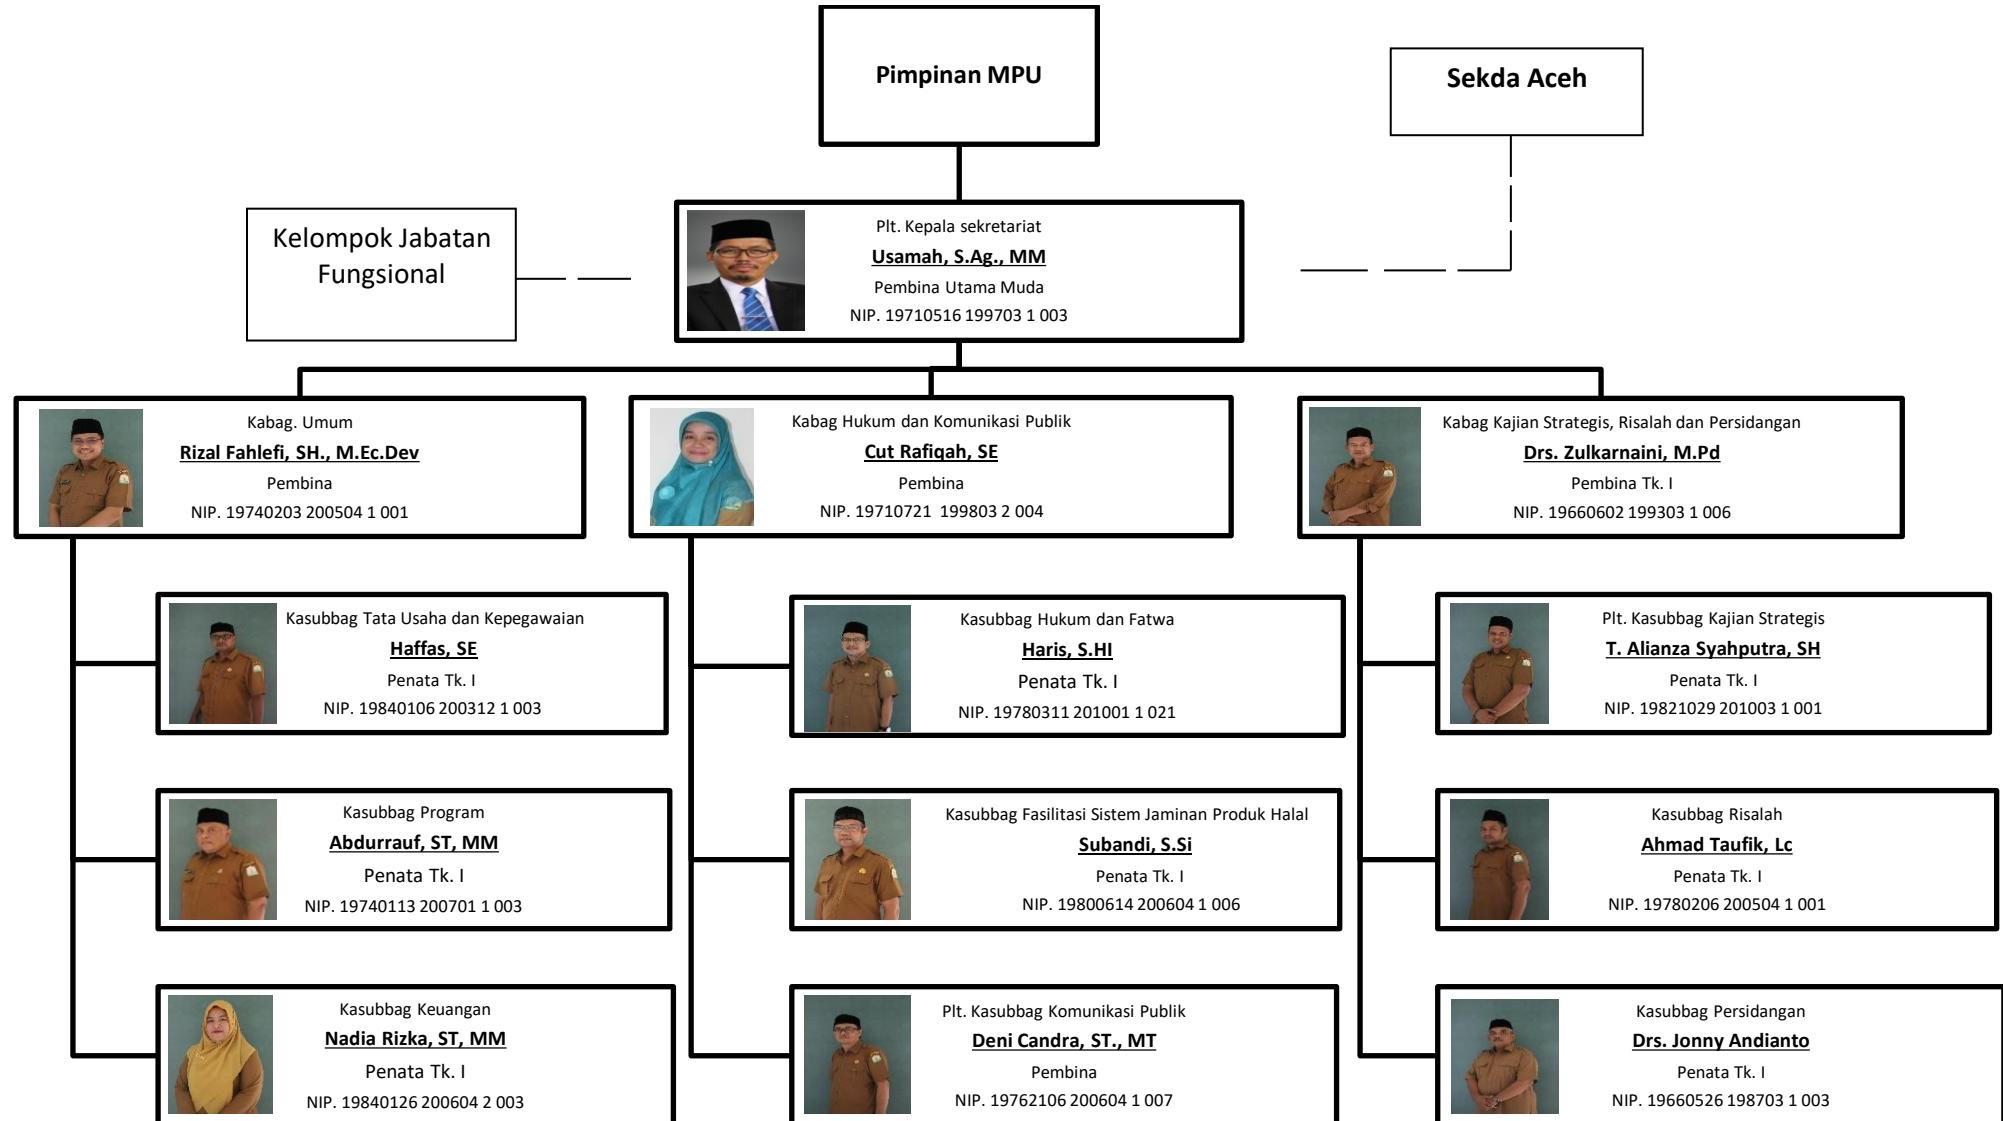 Pimpinan MPU
Sekda Aceh
Kelompok Jabatan
Fungsional
Plt. Kepala sekretariat
Usamah, S.Ag., MM
Pembina Utama Muda
NIP. 19710516 199703 1 003
Kabag. Umum
Rizal Fahlefi, SH., M.Ec.Dev
Pembina
NIP. 19740203 200504 1 001
Kabag Hukum dan Komunikasi Publik
Cut Rafiqah, SE
Pembina
NIP. 19710721 199803 2 004
Kabag Kajian Strategis, Risalah dan Persidangan
Drs. Zulkarnaini, M.Pd
Pembina Tk. I
NIP. 19660602 199303 1 006
Kasubbag Tata Usaha dan Kepegawaian
Haffas, SE
Penata Tk. I
NIP. 19840106 200312 1 003
Kasubbag Hukum dan Fatwa
Haris, S.HI
Penata Tk. I
NIP. 19780311 201001 1 021
Plt. Kasubbag Kajian Strategis
T. Alianza Syahputra, SH
Penata Tk. I
NIP. 19821029 201003 1 001
Kasubbag Program
Abdurrauf, ST, MM
Penata Tk. I
NIP. 19740113 200701 1 003
Kasubbag Fasilitasi Sistem Jaminan Produk Halal
Subandi, S.Si
Penata Tk. I
NIP. 19800614 200604 1 006
Kasubbag Risalah
Ahmad Taufik, Lc
Penata Tk. I
NIP. 19780206 200504 1 001
Kasubbag Keuangan
Nadia Rizka, ST, MM
Penata Tk. I
NIP. 19840126 200604 2 003
Plt. Kasubbag Komunikasi Publik
Deni Candra, ST., MT
Pembina
NIP. 19762106 200604 1 007
Kasubbag Persidangan
Drs. Jonny Andianto
Penata Tk. I
NIP. 19660526 198703 1 003